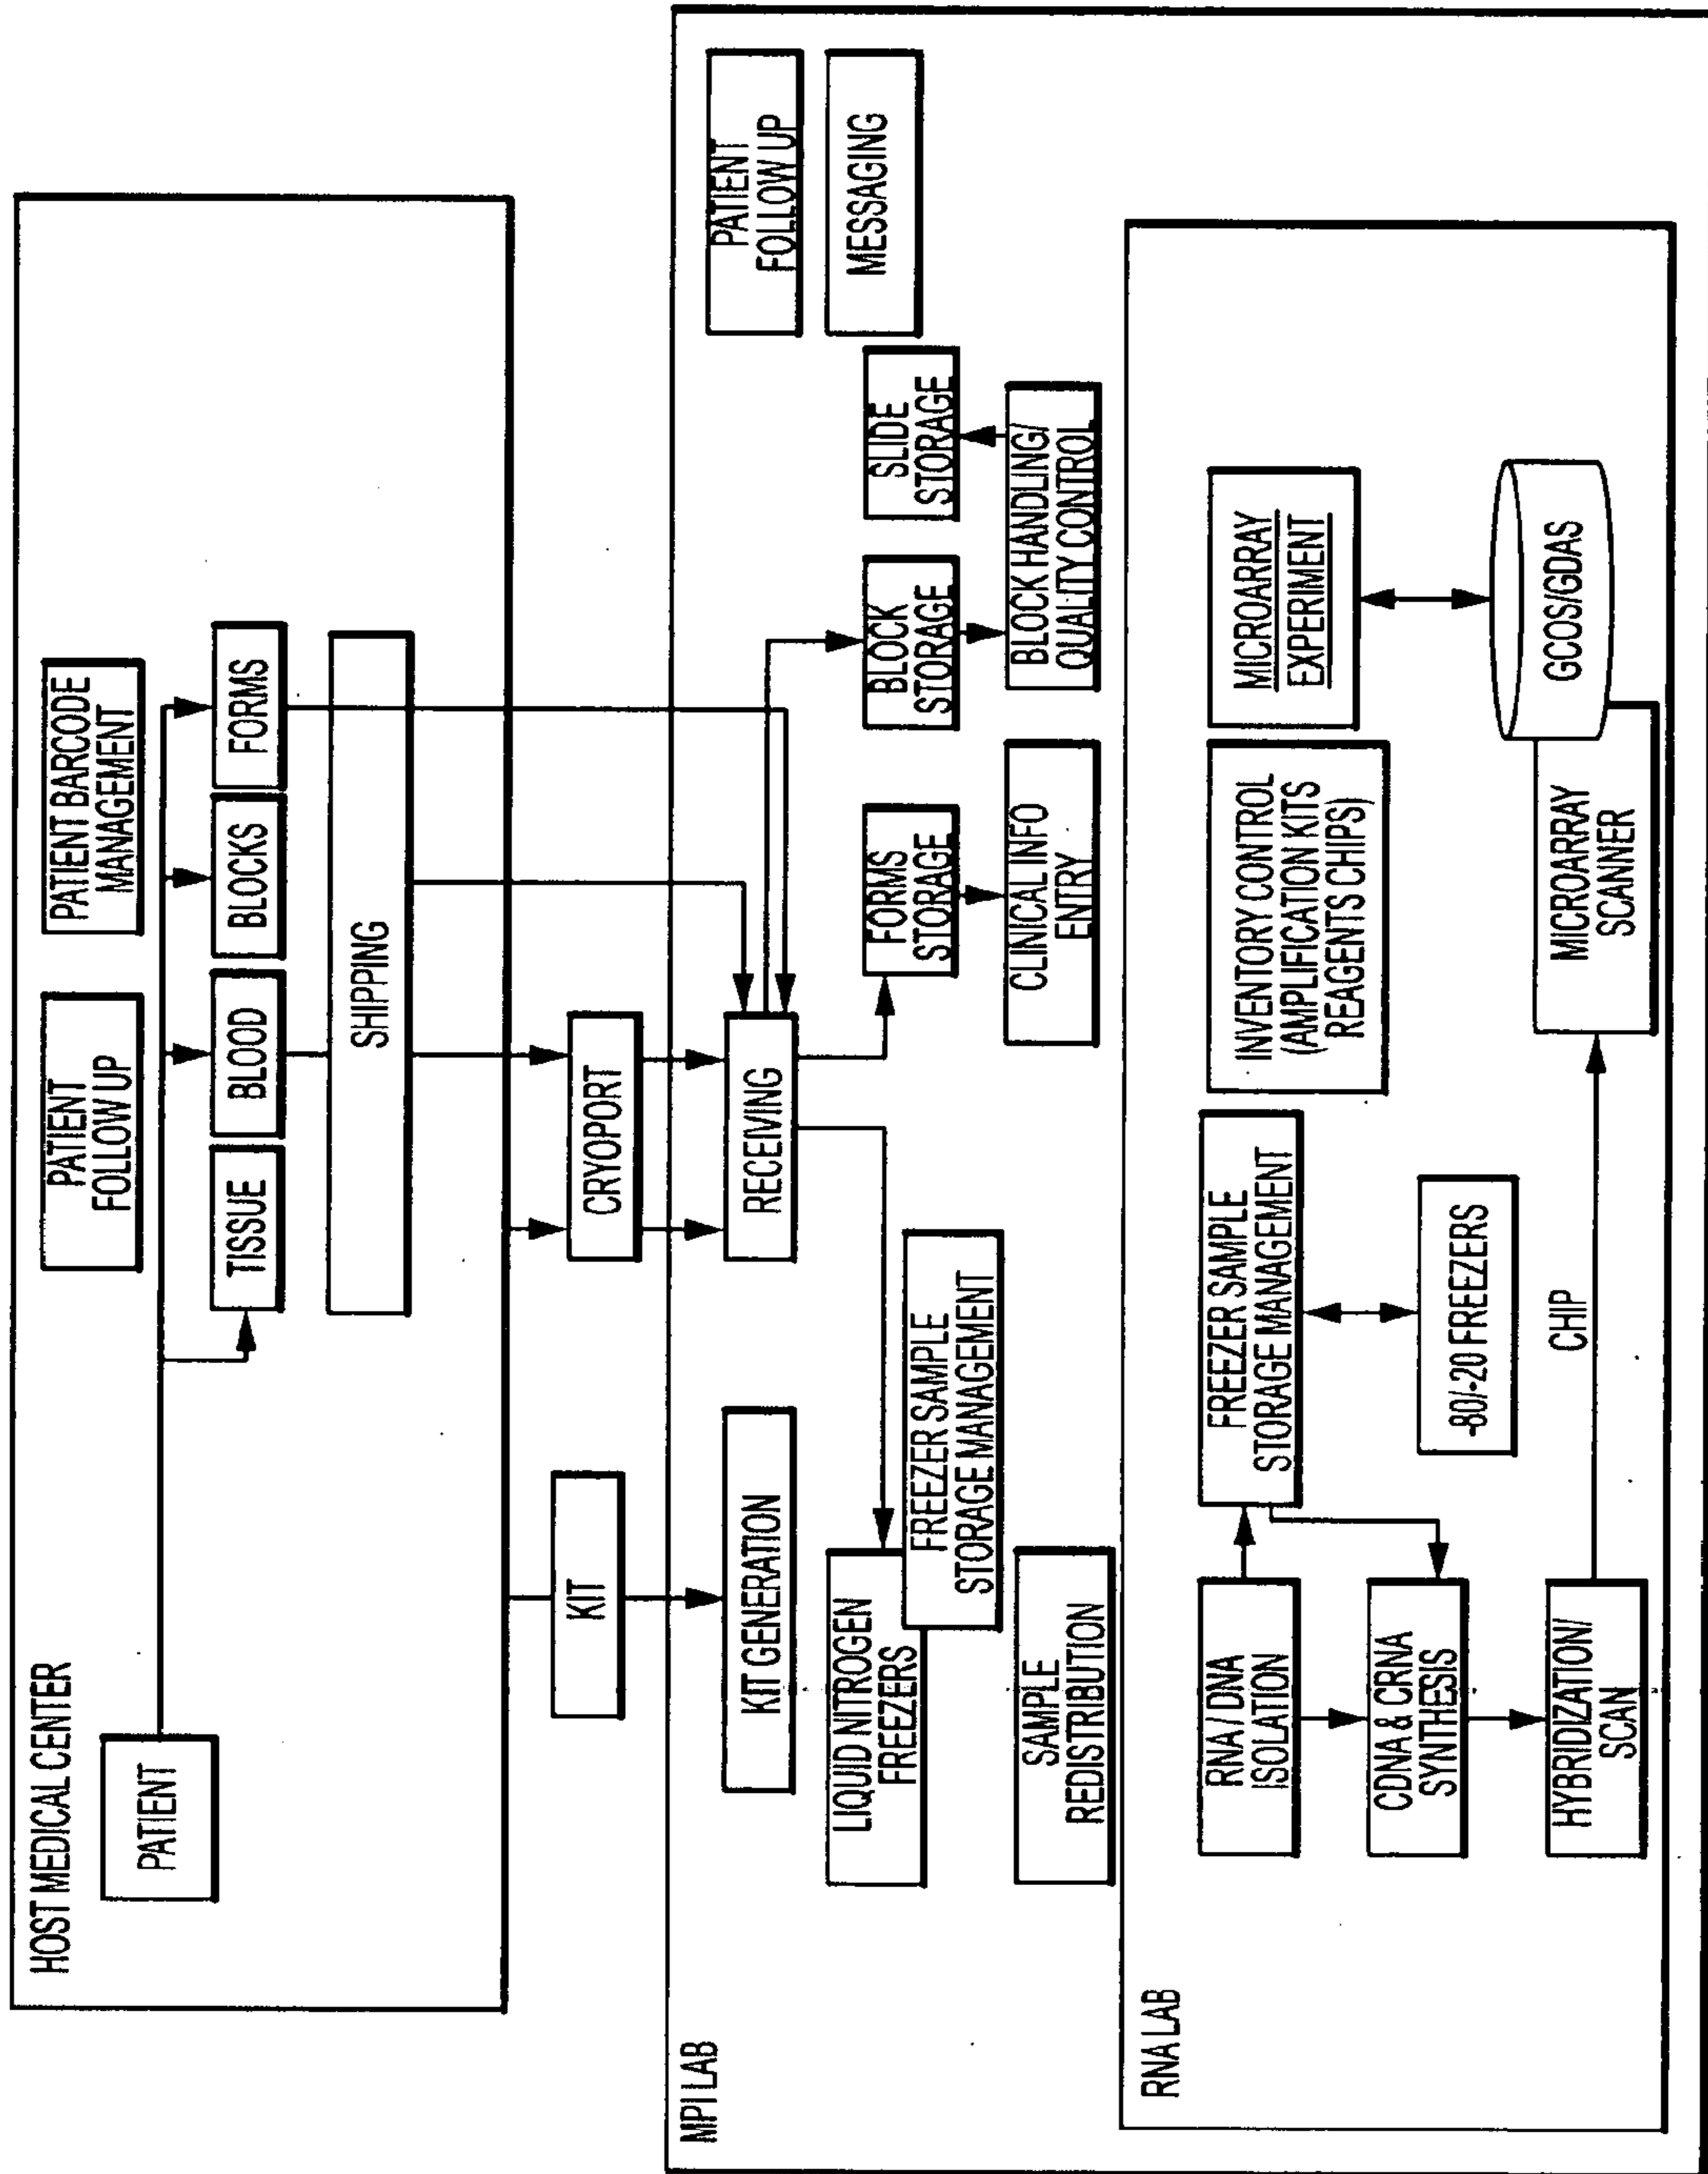 HOST MEDICAL CENTER
PATIENT
PATIENT
FOLLOW UP
PATIENT BARCODE
MANAGEMENT
TISSUE
BLOOD
BLOCKS
FORMS
SHIPPING
KIT
CRYOPORT
MPI LAB
KIT GENERATION
RECEIVING
PATIENT
FOLLOW UP
MESSAGING
LIQUID NITROGEN
FREEZERS
FREEZER SAMPLE
STORAGE MANAGEMENT
FORMS
STORAGE
BLOCK
STORAGE
SLIDE
STORAGE
SAMPLE
REDISTRIBUTION
CLINICAL INFO
ENTRY
BLOCK HANDLING/
QUALITY CONTROL
RNA LAB
RNA / DNA
ISOLATION
FREEZER SAMPLE
STORAGE MANAGEMENT
INVENTORY CONTROL
(AMPLIFICATION KITS
REAGENTS CHIPS)
MICROARRAY
EXPERIMENT
CDNA & CRNA
SYNTHESIS
-80/-20 FREEZERS
HYBRIDIZATION/
SCAN
CHIP
MICROARRAY
SCANNER
GCOS/GDAS